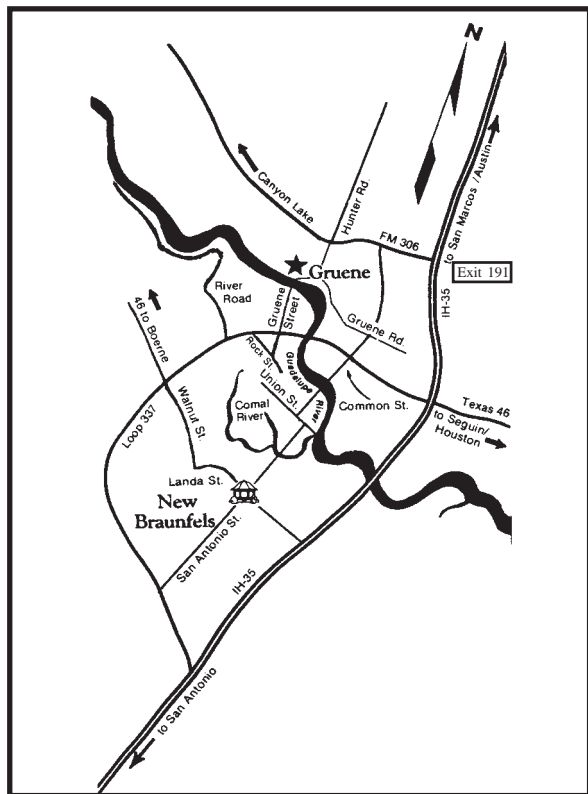 N
to San Marcos /Austin
Canyon Lake
Hunter Rd.
FM 306
Gruene
Exit 191
IH-35
River
Road
Gruene
Street
Gruene Rd.
46 to Boerne
Rock St.
Guadalupe
River
Union St.
Comal
River
Common St.
Texas 46
to Seguin/
Houston
Loop 337
Walnut St.
Landa St.
New
Braunfels
San Antonio St.
IH-35
to San Antonio